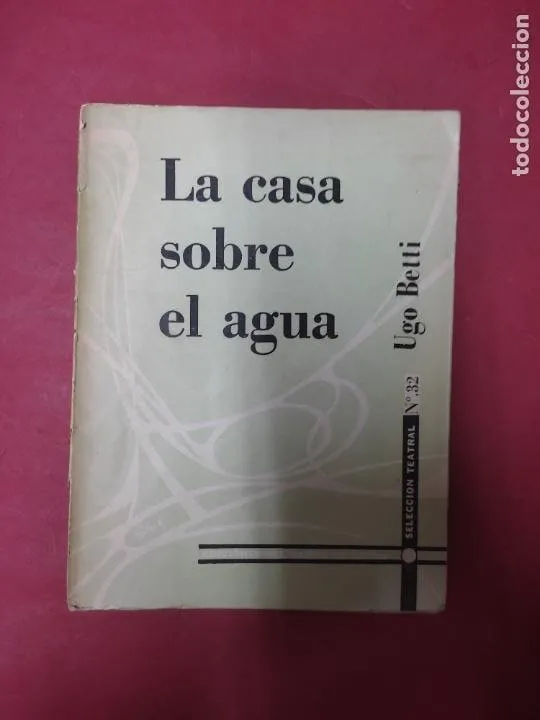 La casa
sobre
el agua
Ugo Betti
SELECCION TEATRAL Nº.32
todocoleccion